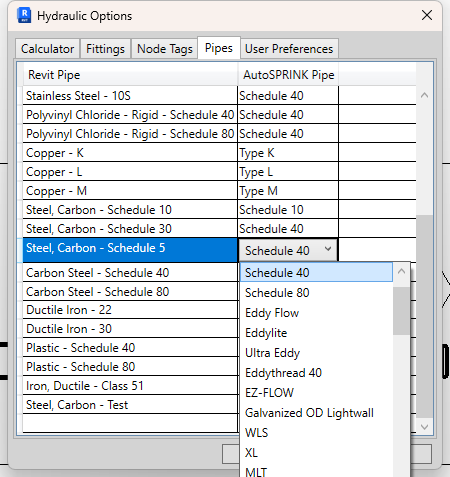 Hydraulic Options
Calculator Fittings Node Tags Pipes User Preferences
Revit Pipe AutoSPRINK Pipe
Stainless Steel - 10S Schedule 40
Polyvinyl Chloride - Rigid - Schedule 40 Schedule 40
Polyvinyl Chloride - Rigid - Schedule 80 Schedule 40
Copper - K Type K
Copper - L Type L
Copper - M Type M
Steel, Carbon - Schedule 10 Schedule 10
Steel, Carbon - Schedule 30 Schedule 40
Steel, Carbon - Schedule 5 Schedule 40
Carbon Steel - Schedule 40 Schedule 40
Carbon Steel - Schedule 80 Schedule 80
Ductile Iron - 22 Eddy Flow
Ductile Iron - 30 Eddylite
Plastic - Schedule 40 Ultra Eddy
Plastic - Schedule 80 Eddythread 40
Iron, Ductile - Class 51 EZ-FLOW
Steel, Carbon - Test Galvanized OD Lightwall
WLS
XL
MLT